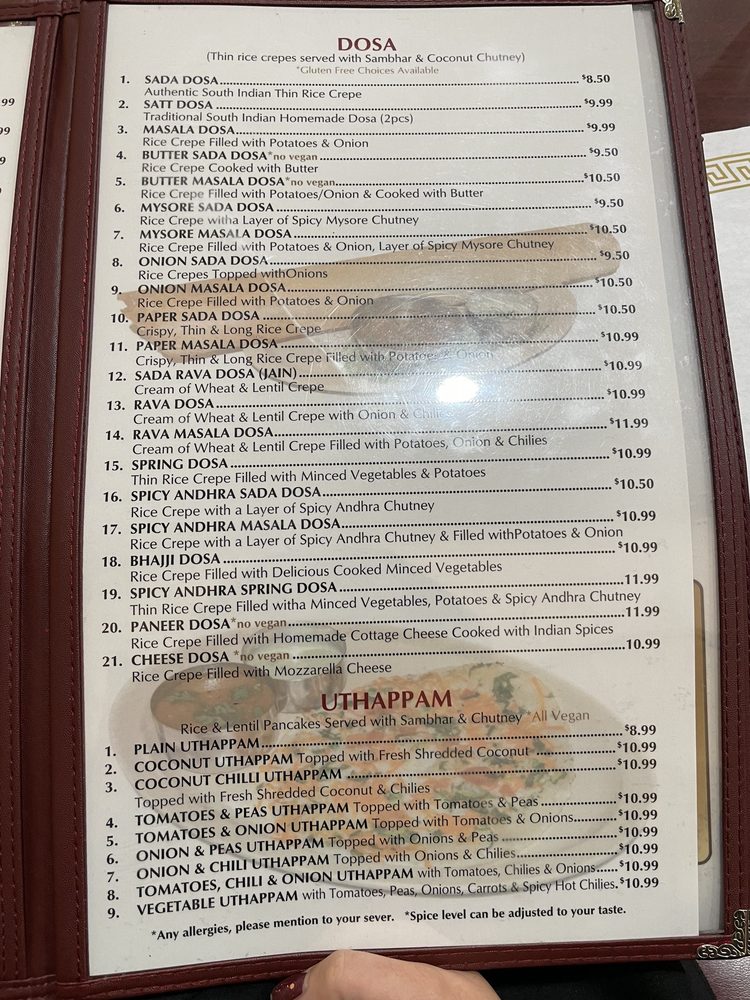 99
99
9
9
99
DOSA
(Thin rice crepes served with Sambhar & Coconut Chutney)
*Gluten Free Choices Available
1. SADA DOSA $8.50
Authentic South Indian Thin Rice Crepe
2. SATT DOSA $9.99
Traditional South Indian Homemade Dosa (2pcs)
3. MASALA DOSA $9.99
Rice Crepe Filled with Potatoes & Onion
4. BUTTER SADA DOSA*no vegan $9.50
Rice Crepe Cooked with Butter
5. BUTTER MASALA DOSA*no vegan $10.50
Rice Crepe Filled with Potatoes/Onion & Cooked with Butter
6. MYSORE SADA DOSA $9.50
Rice Crepe witha Layer of Spicy Mysore Chutney
7. MYSORE MASALA DOSA $10.50
Rice Crepe Filled with Potatoes & Onion, Layer of Spicy Mysore Chutney
8. ONION SADA DOSA $9.50
Rice Crepes Topped withOnions
9. ONION MASALA DOSA $10.50
Rice Crepe Filled with Potatoes & Onion
10. PAPER SADA DOSA $10.50
Crispy, Thin & Long Rice Crepe
11. PAPER MASALA DOSA $10.99
Crispy, Thin & Long Rice Crepe Filled with Potatoes & Onion
12. SADA RAVA DOSA (JAIN) $10.99
Cream of Wheat & Lentil Crepe
13. RAVA DOSA $10.99
Cream of Wheat & Lentil Crepe with Onion &
14. RAVA MASALA DOSA $11.99
Cream of Wheat & Lentil Crepe Filled with Potatoes, Onion & Chilies
15. SPRING DOSA $10.99
Thin Rice Crepe Filled with Minced Vegetables & Potatoes
16. SPICY ANDHRA SADA DOSA $10.50
Rice Crepe with a Layer of Spicy Andhra Chutney
17. SPICY ANDHRA MASALA DOSA $10.99
Rice Crepe with a Layer of Spicy Andhra Chutney & Filled withPotatoes & Onion
18. BHAJJI DOSA $10.99
Rice Crepe Filled with Delicious Cooked Minced Vegetables
19. SPICY ANDHRA SPRING DOSA 11.99
Thin Rice Crepe Filled witha Minced Vegetables, Potatoes & Spicy Andhra Chutney
20. PANEER DOSA*no vegan 11.99
Rice Crepe Filled with Homemade Cottage Cheese Cooked with Indian Spices
21. CHEESE DOSA *no vegan 10.99
Rice Crepe Filled with Mozzarella Cheese
UTHAPPAM
Rice & Lentil Pancakes Served with Sambhar & Chutney *All Vegan
1. PLAIN UTHAPPAM $8.99
2. COCONUT UTHAPPAM Topped with Fresh Shredded Coconut $10.99
3. COCONUT CHILLI UTHAPPAM $10.99
Topped with Fresh Shredded Coconut & Chilies
4. TOMATOES & PEAS UTHAPPAM Topped with Tomatoes & Peas $10.99
5. TOMATOES & ONION UTHAPPAM Topped with Tomatoes & Onions $10.99
6. ONION & PEAS UTHAPPAM Topped with Onions & Peas $10.99
7. ONION & CHILI UTHAPPAM Topped with Onions & Chilies $10.99
8. TOMATOES, CHILI & ONION UTHAPPAM with Tomatoes, Chilies & Onions $10.99
9. VEGETABLE UTHAPPAM with Tomatoes, Peas, Onions, Carrots & Spicy Hot Chilies. $10.99
*Any allergies, please mention to your sever. *Spice level can be adjusted to your taste.